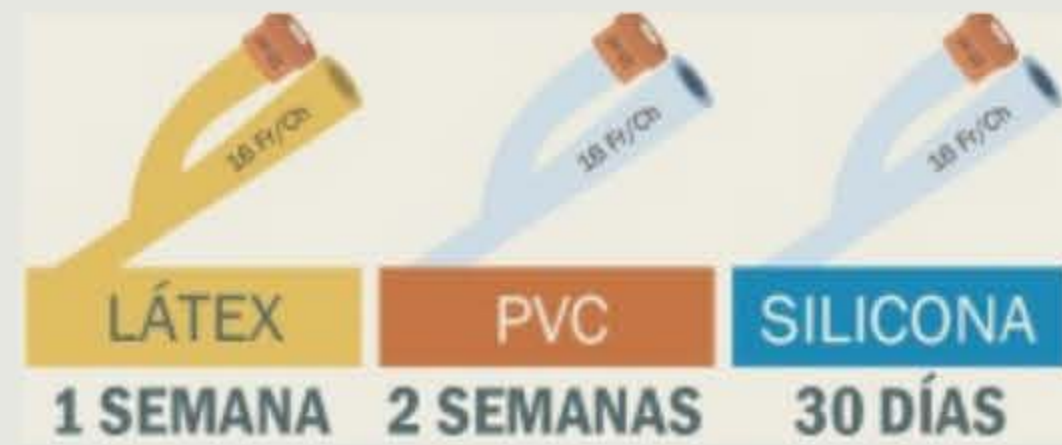 16 Fr/Ch
16 Fr/Ch
16 Fr/Ch
LÁTEX
PVC
SILICONA
1 SEMANA
2 SEMANAS
30 DÍAS